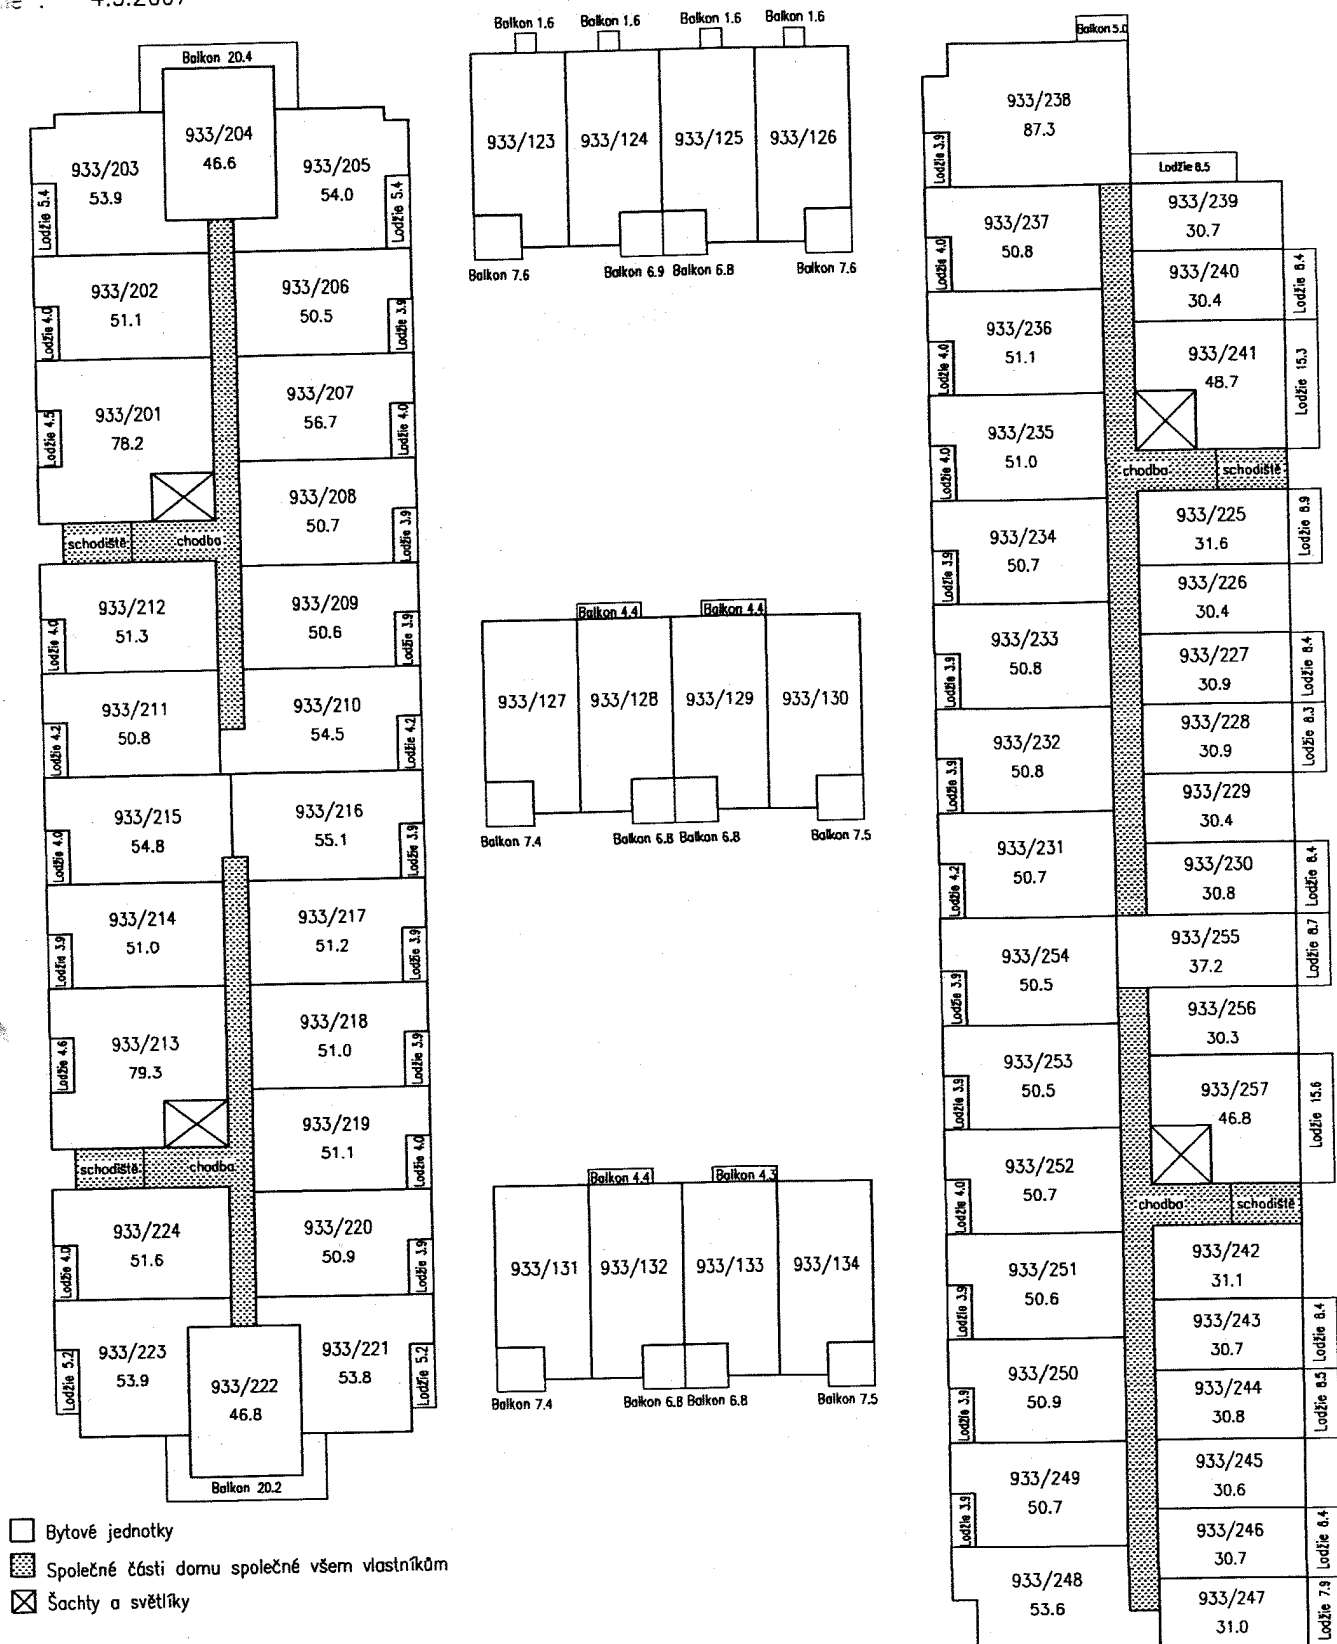 4.5.2007
Balkon 20.4
933/204
46.6
933/203
53.9
Lodžie 5.4
933/205
54.0
Lodžie 5.4
933/202
51.1
Lodžie 4.0
933/206
50.5
Lodžie 3.9
933/201
78.2
Lodžie 4.5
933/207
56.7
Lodžie 4.0
933/208
50.7
Lodžie 3.9
schodiště
chodba
933/212
51.3
Lodžie 4.0
933/209
50.6
Lodžie 3.9
933/211
50.8
Lodžie 4.2
933/210
54.5
Lodžie 4.2
933/215
54.8
Lodžie 4.0
933/216
55.1
Lodžie 3.9
933/214
51.0
Lodžie 3.9
933/217
51.2
Lodžie 3.9
933/213
79.3
Lodžie 4.6
933/218
51.0
Lodžie 3.9
933/219
51.1
Lodžie 4.0
schodiště
chodba
933/224
51.6
Lodžie 4.0
933/220
50.9
Lodžie 3.9
933/223
53.9
Lodžie 5.2
933/222
46.8
933/221
53.8
Lodžie 5.2
Balkon 20.2
Balkon 1.6 Balkon 1.6 Balkon 1.6 Balkon 1.6
933/123 933/124 933/125 933/126
Balkon 7.6 Balkon 6.9 Balkon 6.8 Balkon 7.6
Balkon 4.4 Balkon 4.4
933/127 933/128 933/129 933/130
Balkon 7.4 Balkon 6.8 Balkon 6.8 Balkon 7.5
Balkon 4.4 Balkon 4.3
933/131 933/132 933/133 933/134
Balkon 7.4 Balkon 6.8 Balkon 6.8 Balkon 7.5
Balkon 5.0
933/238
87.3
Lodžie 3.9
Lodžie 8.5
933/237
50.8
Lodžie 4.0
933/239
30.7
933/240
30.4
Lodžie 8.4
933/236
51.1
Lodžie 4.0
933/241
48.7
Lodžie 15.3
933/235
51.0
Lodžie 4.0
chodba
schodiště
933/234
50.7
Lodžie 3.9
933/225
31.6
Lodžie 8.9
933/226
30.4
933/233
50.8
Lodžie 3.9
933/227
30.9
Lodžie 8.4
933/232
50.8
Lodžie 3.9
933/228
30.9
Lodžie 8.3
933/229
30.4
933/231
50.7
Lodžie 4.2
933/230
30.8
Lodžie 8.4
933/254
50.5
Lodžie 3.9
933/255
37.2
Lodžie 8.7
933/256
30.3
933/253
50.5
Lodžie 3.9
933/257
46.8
Lodžie 15.6
933/252
50.7
Lodžie 4.0
chodba
schodiště
933/251
50.6
Lodžie 3.9
933/242
31.1
933/243
30.7
Lodžie 8.4
933/250
50.9
Lodžie 3.9
933/244
30.8
Lodžie 8.5
933/249
50.7
Lodžie 3.9
933/245
30.6
933/246
30.7
Lodžie 8.4
933/248
53.6
933/247
31.0
Lodžie 7.9
Bytové jednotky
Společné části domu společné všem vlastníkům
Šachty a světlíky